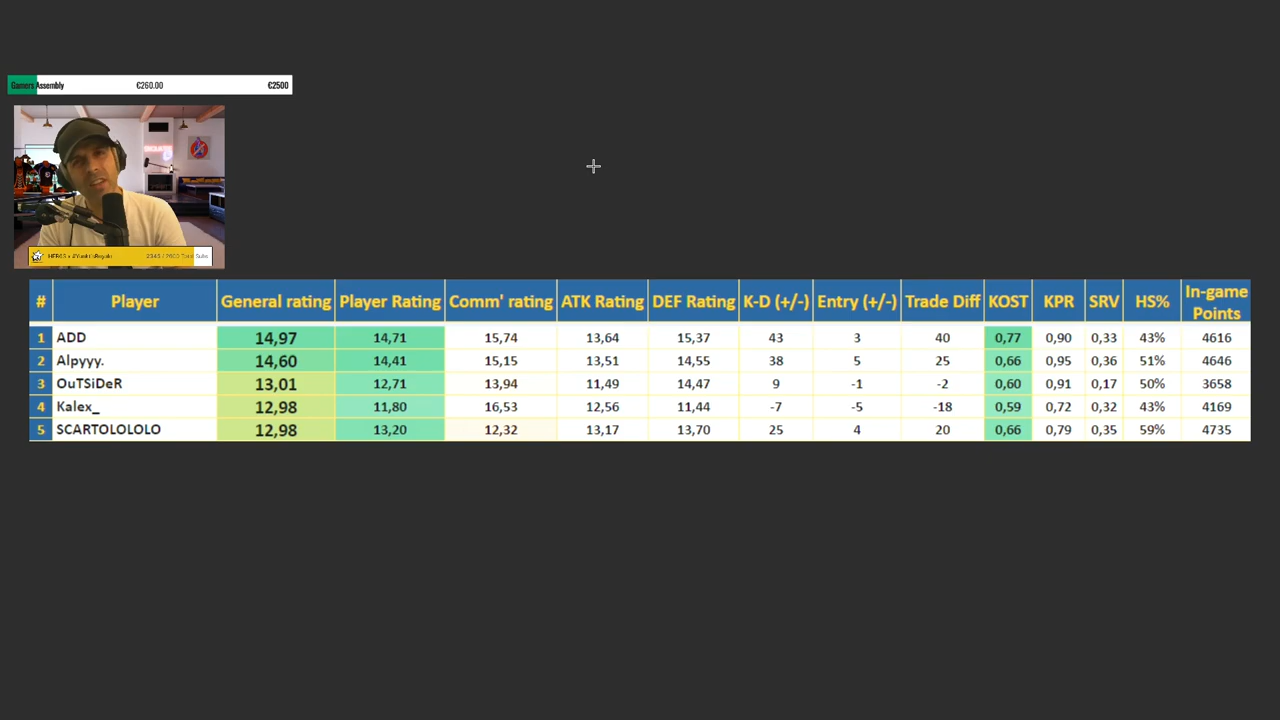 Gamers Assembly €260.00 €2500
# Player General rating Player Rating Comm' rating ATK Rating DEF Rating K-D (+/-) Entry (+/-) Trade Diff KOST KPR SRV HS% In-game Points
1 ADD 14,97 14,71 15,74 13,64 15,37 43 3 40 0,77 0,90 0,33 43% 4616
2 Alpyyy. 14,60 14,41 15,15 13,51 14,55 38 5 25 0,66 0,95 0,36 51% 4646
3 OuTSiDeR 13,01 12,71 13,94 11,49 14,47 9 -1 -2 0,60 0,91 0,17 50% 3658
4 Kalex_ 12,98 11,80 16,53 12,56 11,44 -7 -5 -18 0,59 0,72 0,32 43% 4169
5 SCARTOLOLOLO 12,98 13,20 12,32 13,17 13,70 25 4 20 0,66 0,79 0,35 59% 4735